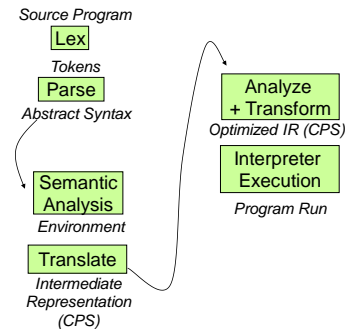 Source Program
Lex
Tokens
Parse
Abstract Syntax
Semantic
Analysis
Environment
Translate
Intermediate
Representation
(CPS)
Analyze
+ Transform
Optimized IR (CPS)
Interpreter
Execution
Program Run